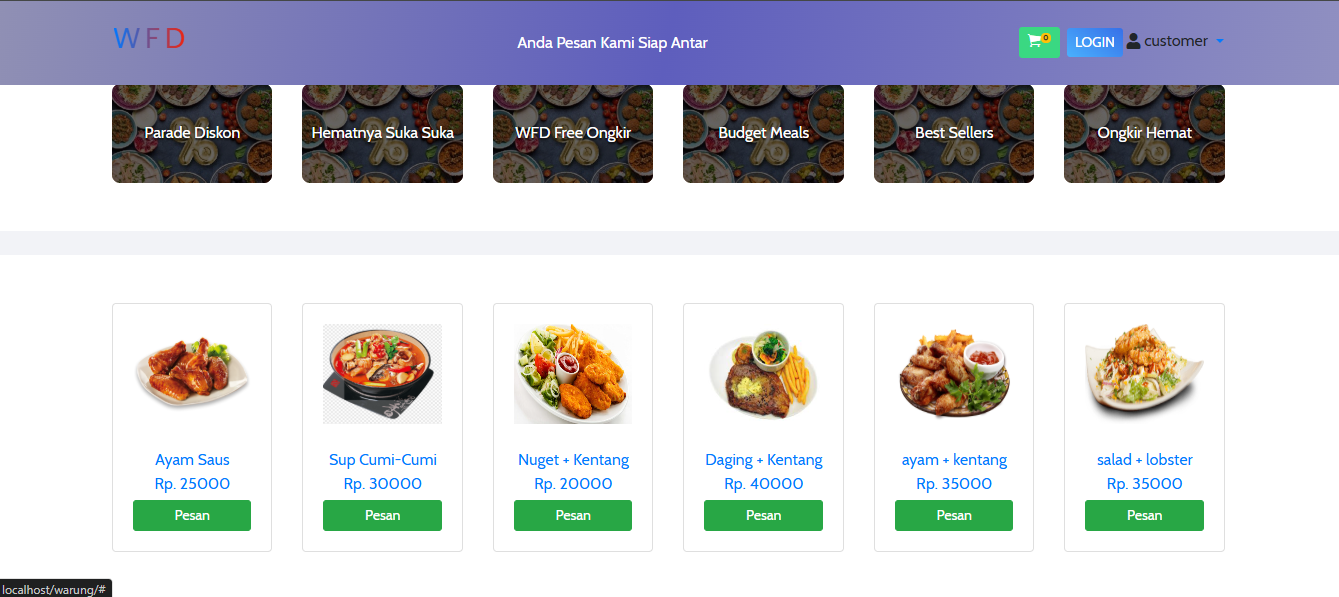 W F D
Anda Pesan Kami Siap Antar
0
LOGIN
customer
Parade Diskon
Hematnya Suka Suka
WFD Free Ongkir
Budget Meals
Best Sellers
Ongkir Hemat
Ayam Saus
Rp. 25000
Pesan
Sup Cumi-Cumi
Rp. 30000
Pesan
Nuget + Kentang
Rp. 20000
Pesan
Daging + Kentang
Rp. 40000
Pesan
ayam + kentang
Rp. 35000
Pesan
salad + lobster
Rp. 35000
Pesan
localhost/warung/#